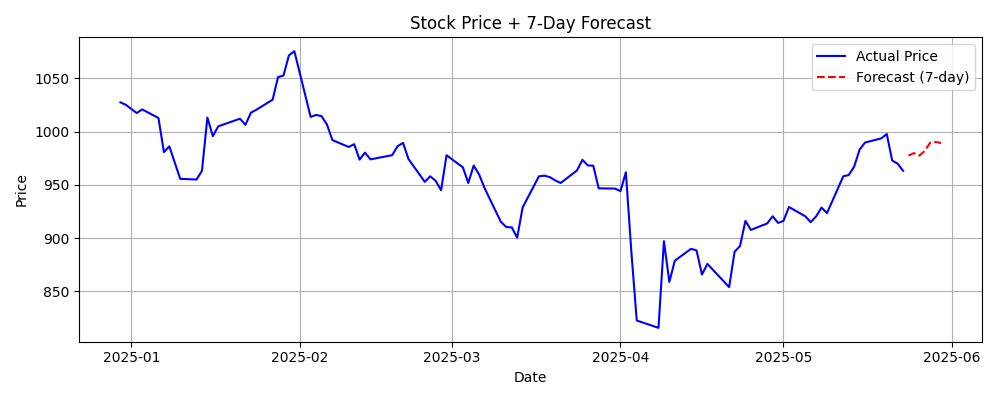 Stock Price + 7-Day Forecast
Actual Price
Forecast (7-day)
Price
1050
1000
950
900
850
2025-01
2025-02
2025-03
2025-04
2025-05
2025-06
Date